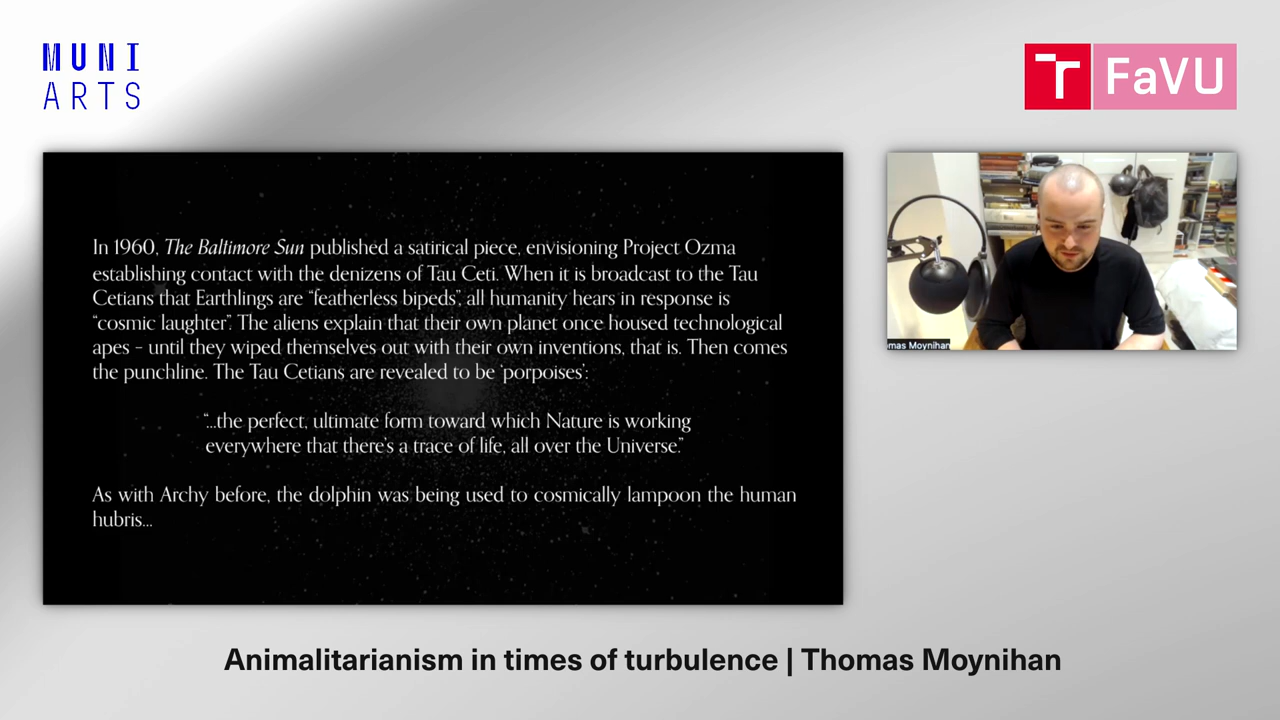 MUNI
ARTS
T FaVU
In 1960, The Baltimore Sun published a satirical piece, envisioning Project Ozma
establishing contact with the denizens of Tau Ceti. When it is broadcast to the Tau
Cetians that Earthlings are “featherless bipeds”, all humanity hears in response is
“cosmic laughter”. The aliens explain that their own planet once housed technological
apes – until they wiped themselves out with their own inventions, that is. Then comes
the punchline. The Tau Cetians are revealed to be ‘porpoises’:
“...the perfect, ultimate form toward which Nature is working
everywhere that there’s a trace of life, all over the Universe.”
As with Archy before, the dolphin was being used to cosmically lampoon the human
hubris...
omas Moynihan
Animalitarianism in times of turbulence | Thomas Moynihan